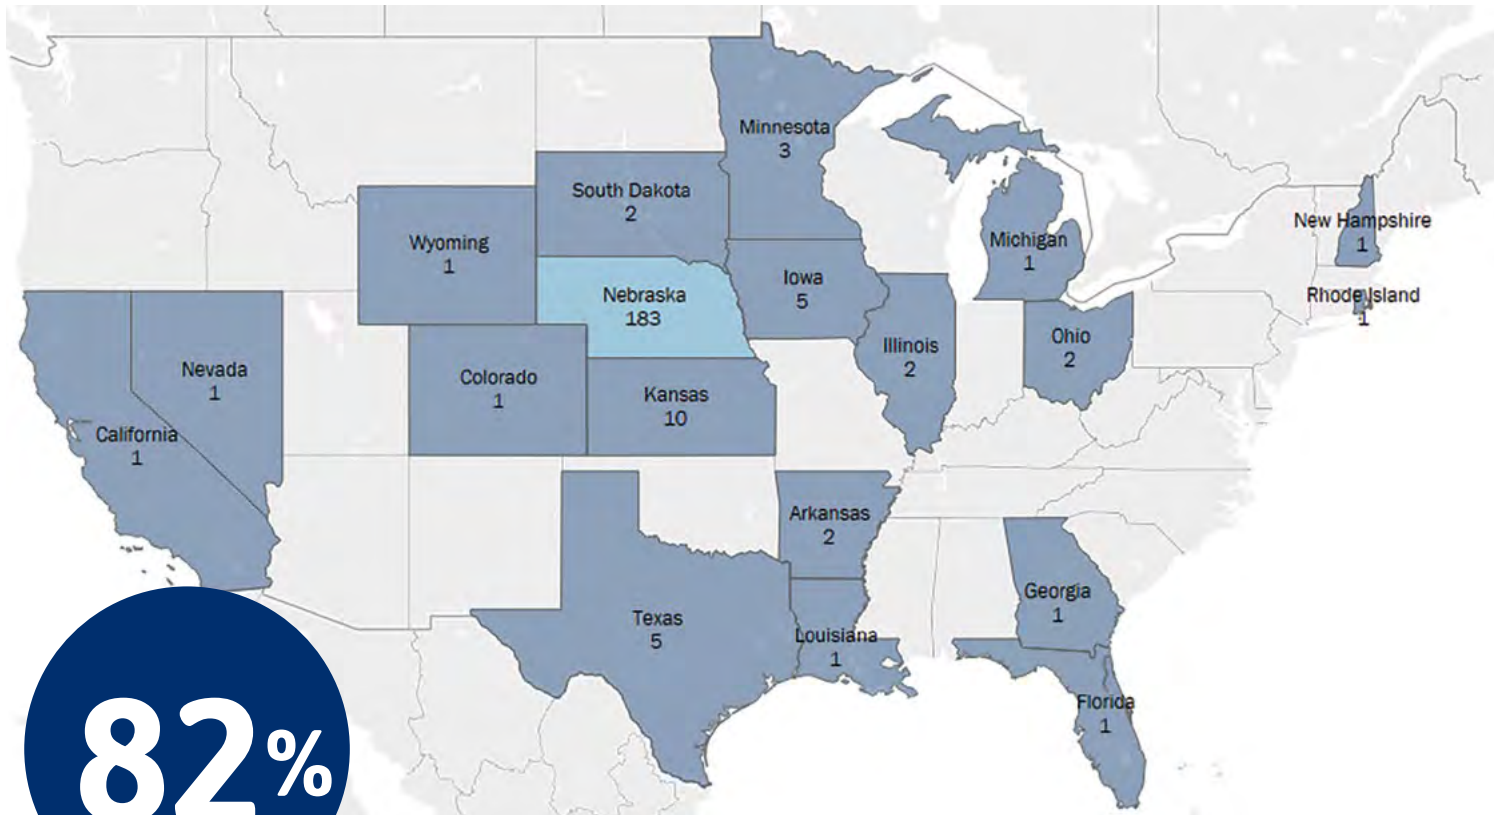 Minnesota
3
South Dakota
2
New Hampshire
1
Wyoming
1
Michigan
1
Iowa
5
Nebraska
183
Rhode Island
1
Ohio
2
Illinois
2
Nevada
1
Colorado
1
Kansas
10
California
1
Arkansas
2
Georgia
1
Texas
5
Louisiana
1
Florida
1
82%